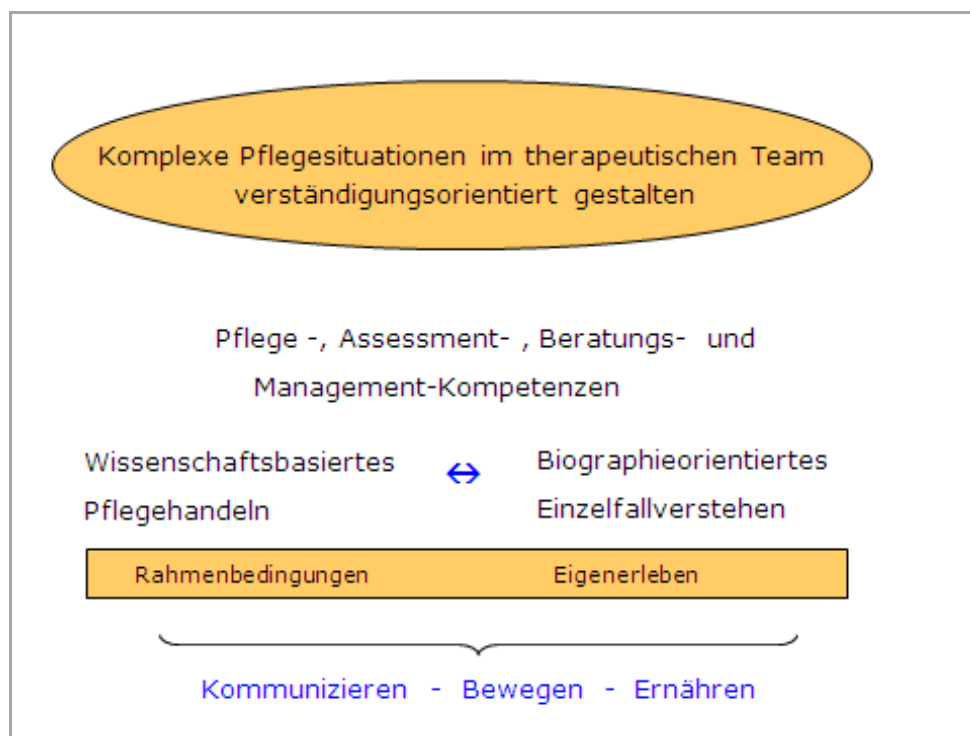 Komplexe Pflegesituationen im therapeutischen Team
verständigungsorientiert gestalten
Pflege -, Assessment- , Beratungs- und
Management-Kompetenzen
Wissenschaftsbasiertes ↔ Biographieorientiertes
Pflegehandeln Einzelfallverstehen
Rahmenbedingungen Eigenerleben
Kommunizieren - Bewegen - Ernähren